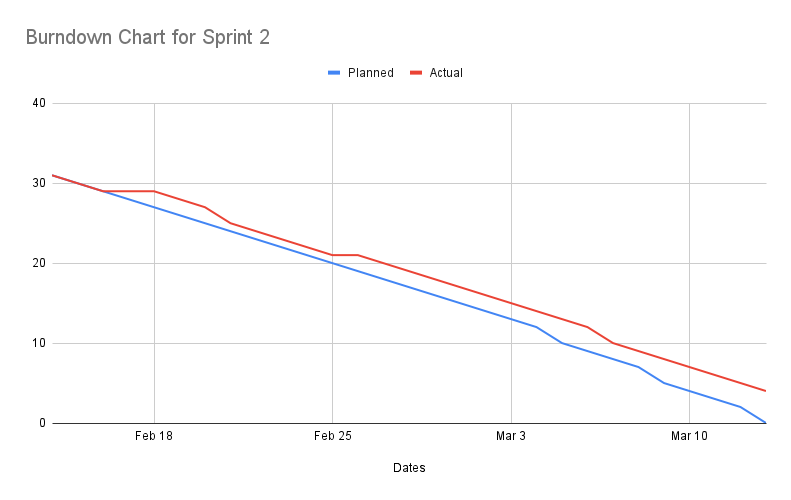 Burndown Chart for Sprint 2
Planned Actual
40
30
20
10
0
Feb 18 Feb 25 Mar 3 Mar 10
Dates